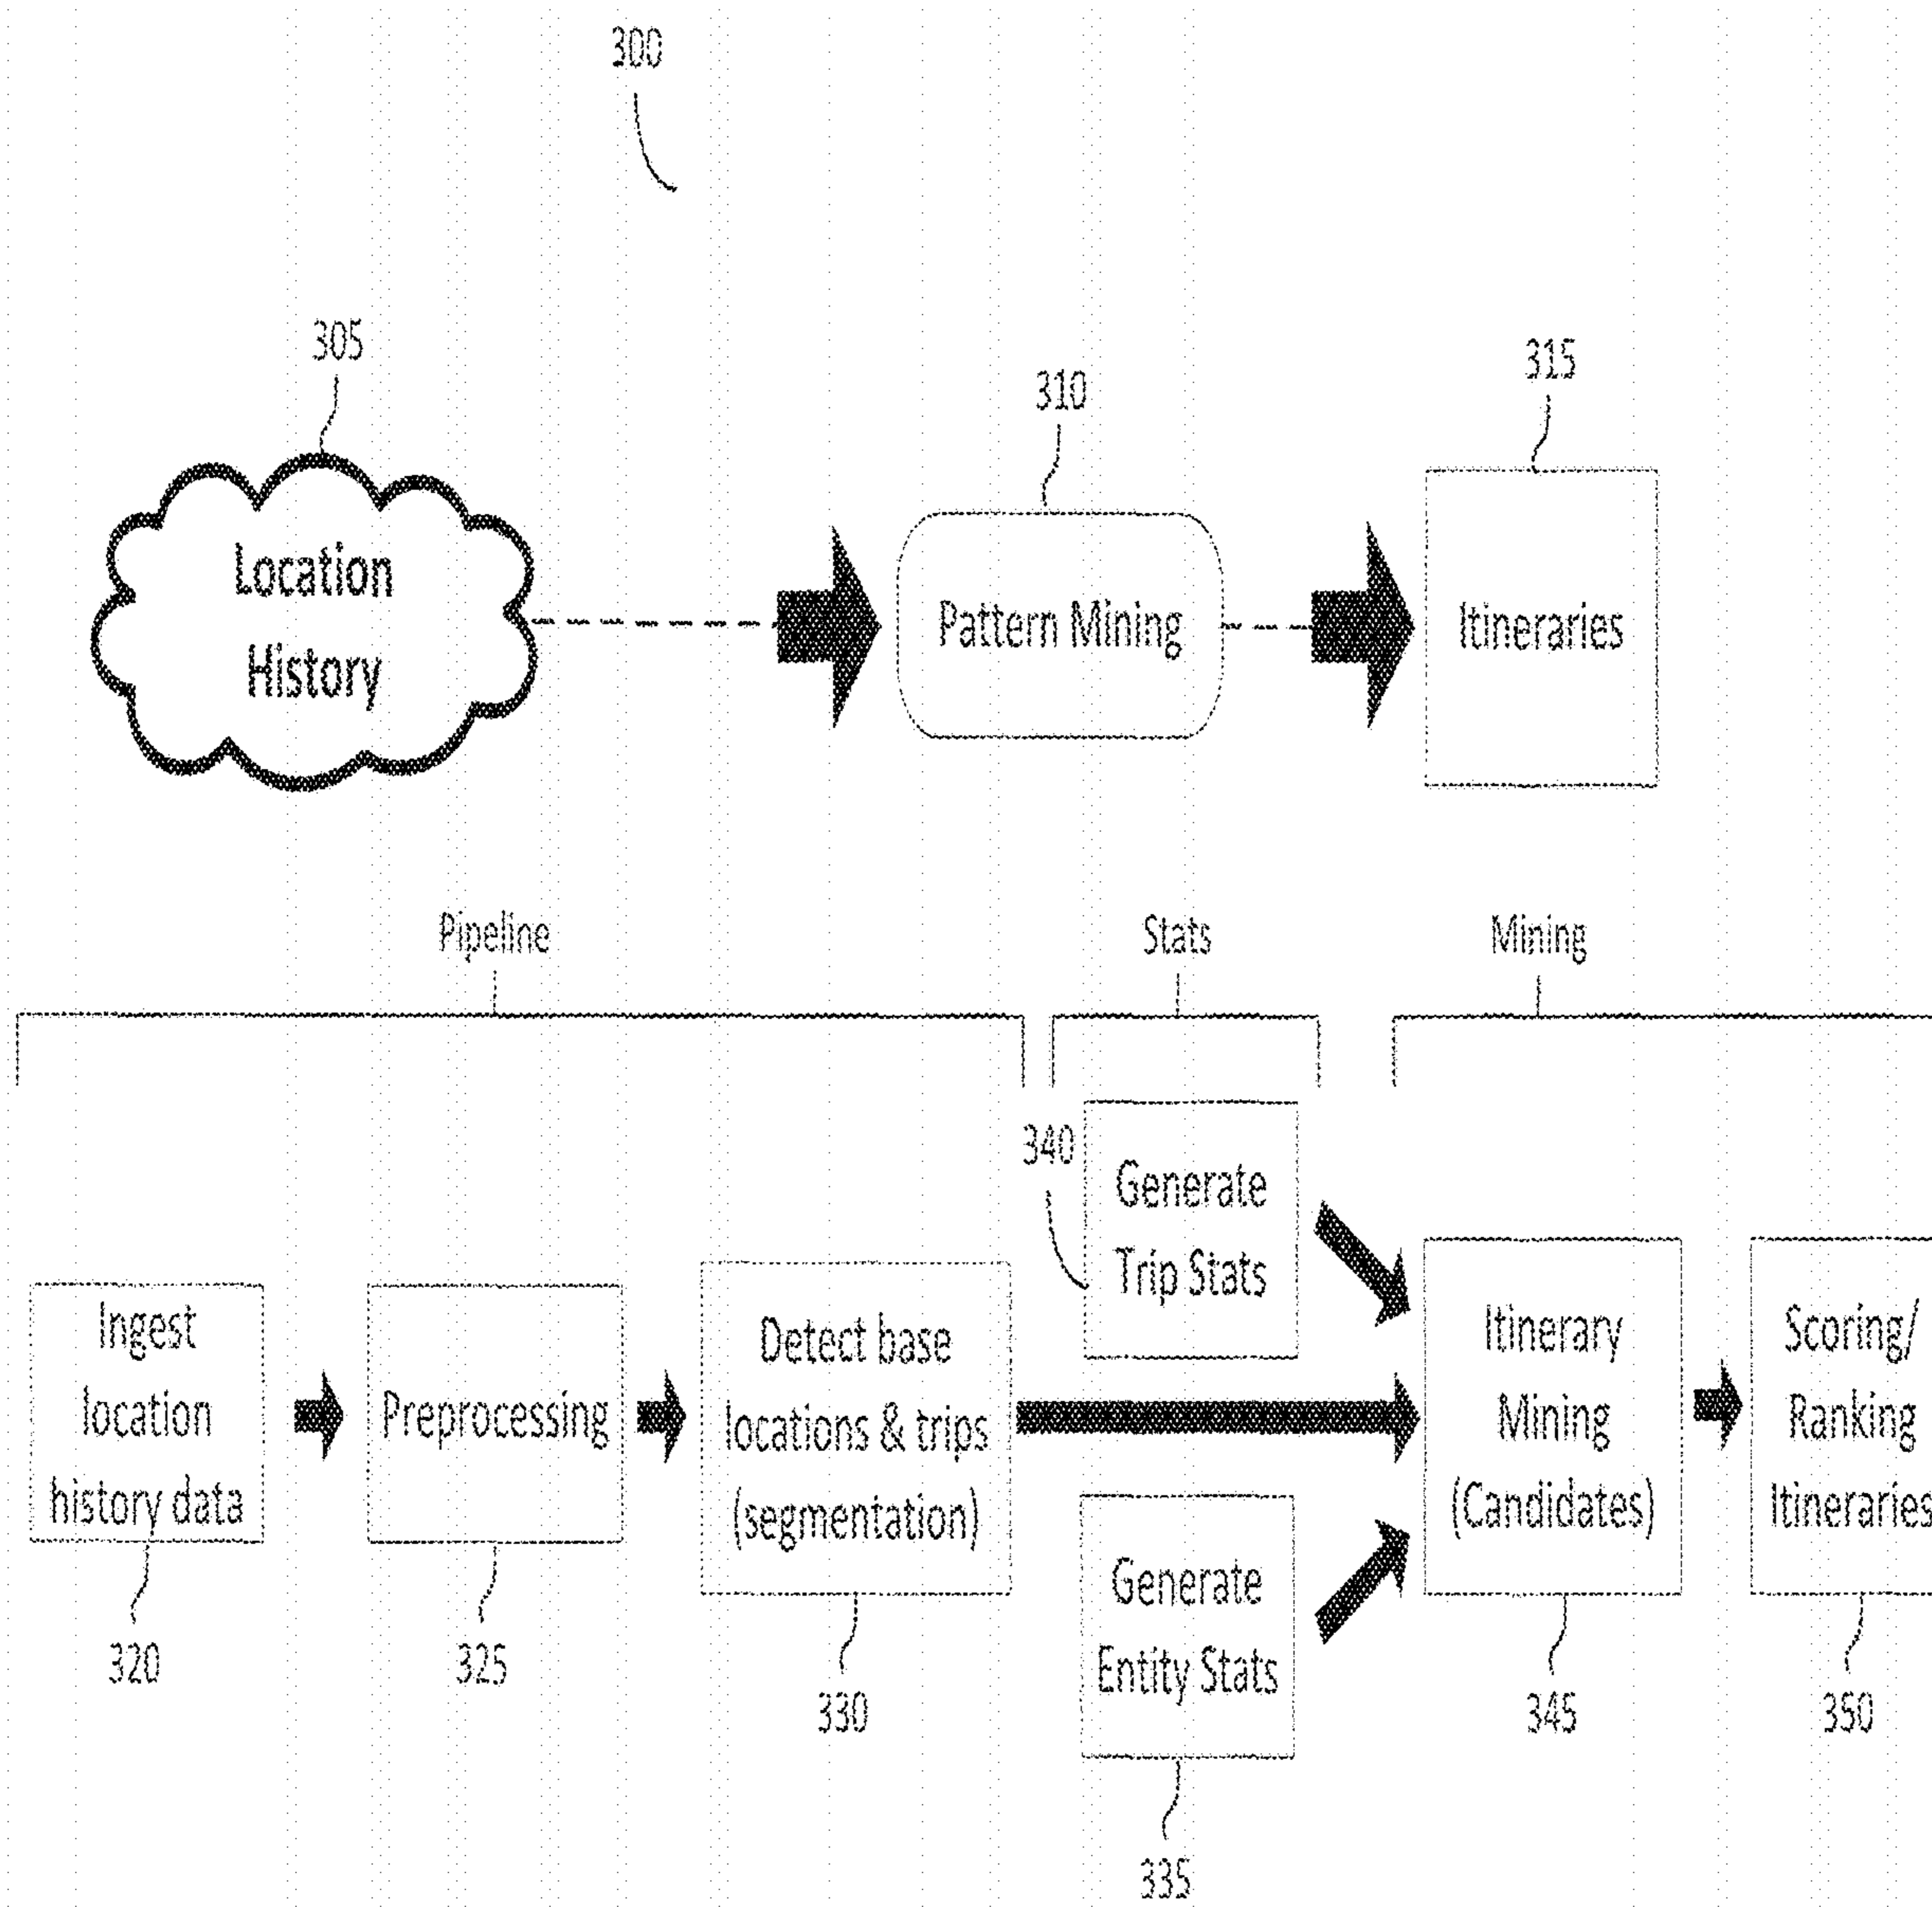 300
305
310
315
Location
History
Pattern Mining
Itineraries
Pipeline
Stats
Mining
340
Generate
Trip Stats
Ingest
location
history data
Preprocessing
Detect base
locations & trips
(segmentation)
Itinerary
Mining
(Candidates)
Scoring/
Ranking
Itineraries
Generate
Entity Stats
320
325
330
345
350
335